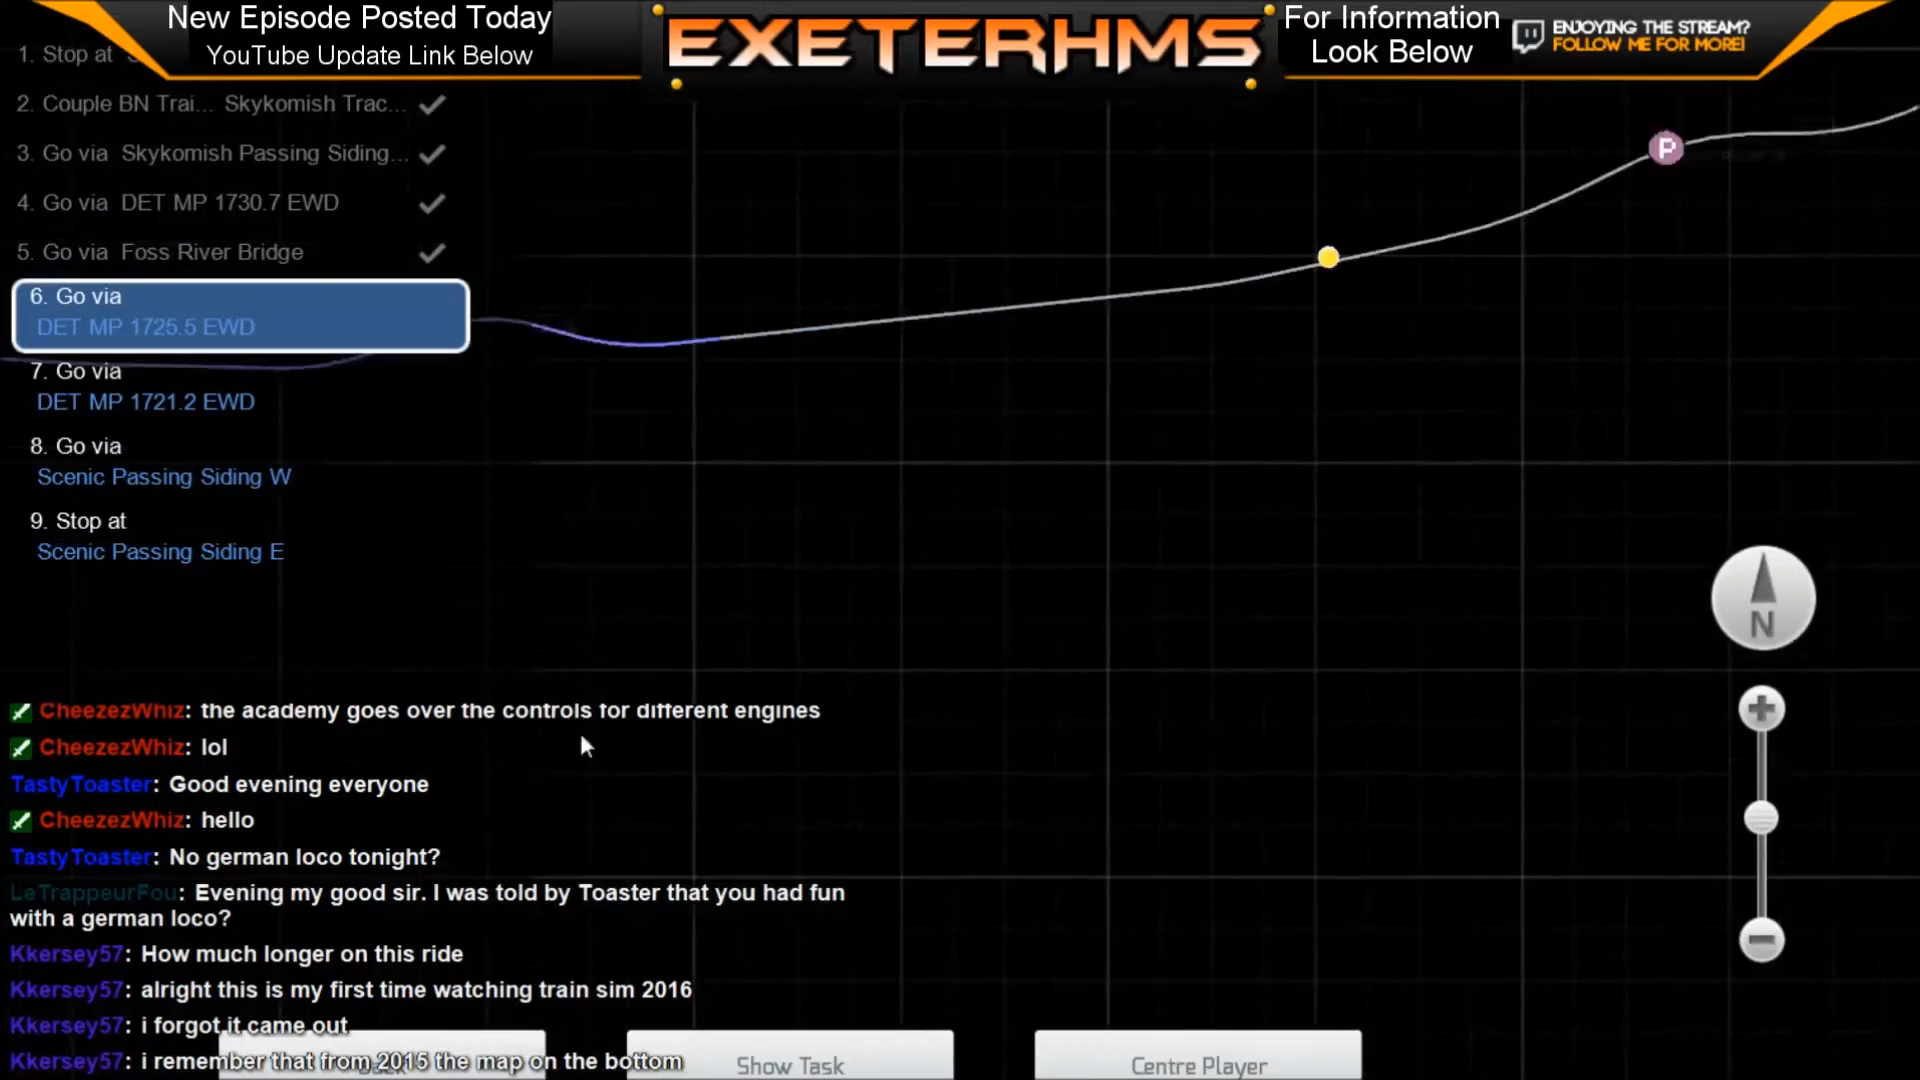 New Episode Posted Today
YouTube Update Link Below
EXETERHMS
For Information
Look Below
ENJOYING THE STREAM?
FOLLOW ME FOR MORE!
1. Stop at
2. Couple BN Trai... Skykomish Trac...
3. Go via Skykomish Passing Siding...
4. Go via DET MP 1730.7 EWD
5. Go via Foss River Bridge
6. Go via
DET MP 1725.5 EWD
7. Go via
DET MP 1721.2 EWD
8. Go via
Scenic Passing Siding W
9. Stop at
Scenic Passing Siding E
P
N
CheezezWhiz: the academy goes over the controls for different engines
CheezezWhiz: lol
TastyToaster: Good evening everyone
CheezezWhiz: hello
TastyToaster: No german loco tonight?
LeTrappeurFou: Evening my good sir. I was told by Toaster that you had fun
with a german loco?
Kkersey57: How much longer on this ride
Kkersey57: alright this is my first time watching train sim 2016
Kkersey57: i forgot it came out
Kkersey57: i remember that from 2015 the map on the bottom
Show Task
Centre Player